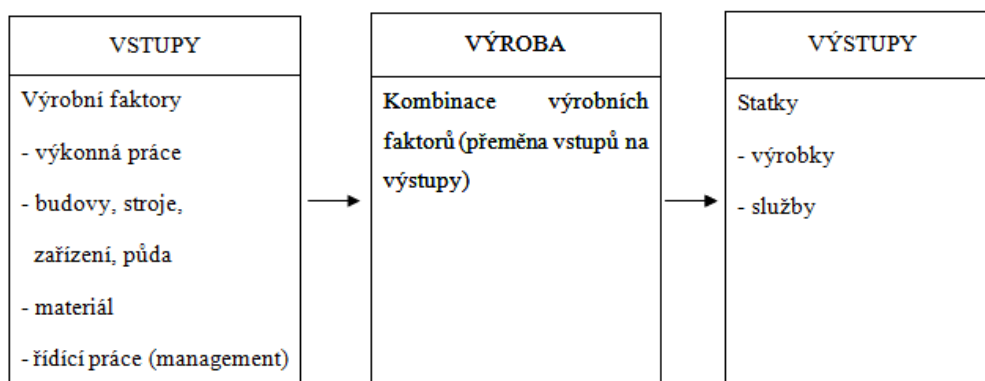 VSTUPY
Výrobní faktory
- výkonná práce
- budovy, stroje,
zařízení, půda
- materiál
- řídící práce (management)
VÝROBA
Kombinace výrobních
faktorů (přeměna vstupů na
výstupy)
VÝSTUPY
Statky
- výrobky
- služby